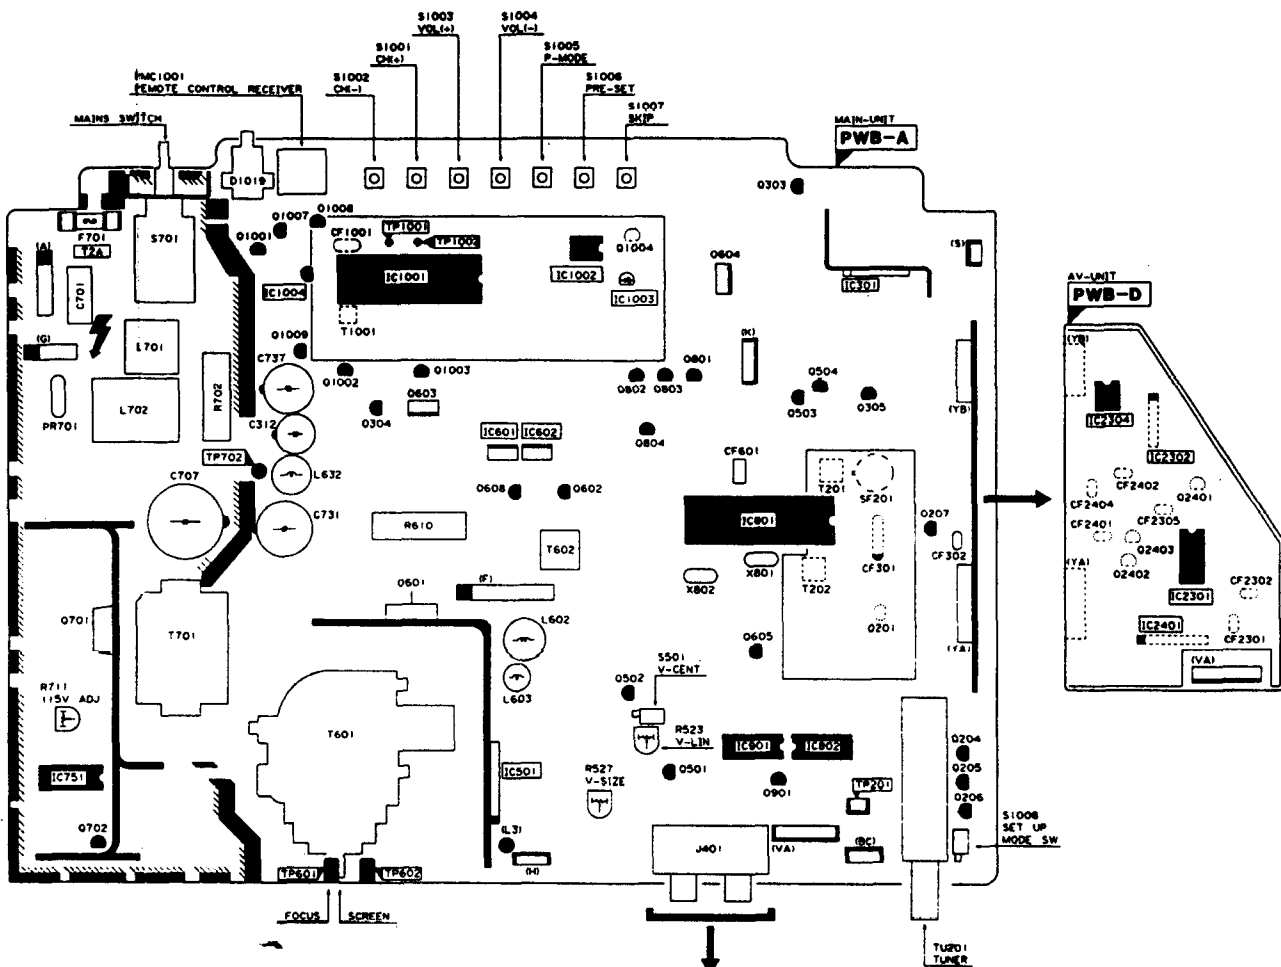 S1003
VOL(+)
S1004
VOL(-)
S1001
CH(+)
S1005
P-MODE
HMC1001
REMOTE CONTROL RECEIVER
S1002
CH(-)
S1006
PRE-SET
S1007
SKIP
MAINS SWITCH
MAIN-UNIT
PWB-A
D1019
Q303
F701
T2A
S701
(A)
C701
Q1001
Q1007
Q1008
CF1001
TP1001
TP1002
IC1001
IC1002
Q1004
IC1003
IC1004
T1001
Q604
IC301
(S)
AV-UNIT
PWB-D
(G)
L701
R702
L702
PR701
Q1009
C737
Q1002
Q1003
Q603
Q304
C312
Q802
Q803
Q801
Q804
(K)
Q504
Q503
Q305
(YB)
(YB)
IC2304
IC2302
TP702
L632
C707
C731
IC601
IC602
Q608
Q602
R610
T602
CF601
T201
SF201
IC801
Q207
CF302
CF301
X801
X802
T202
Q201
CF2402
CF2404
Q2401
CF2401
CF2305
Q2403
Q2402
(YA)
IC2301
CF2302
IC2401
CF2301
(VA)
Q701
T701
Q601
(F)
L602
L603
Q605
(YA)
S501
V-CENT
Q502
R523
V-LIN
R711
115V ADJ
T601
IC751
IC501
R527
V-SIZE
Q501
IC901
IC802
Q901
TP201
Q204
Q205
Q206
S1008
SET UP
MODE SW
Q702
(L3)
(H)
J401
(VA)
(BC)
TP601
TP602
FOCUS
SCREEN
TU201
TUNER